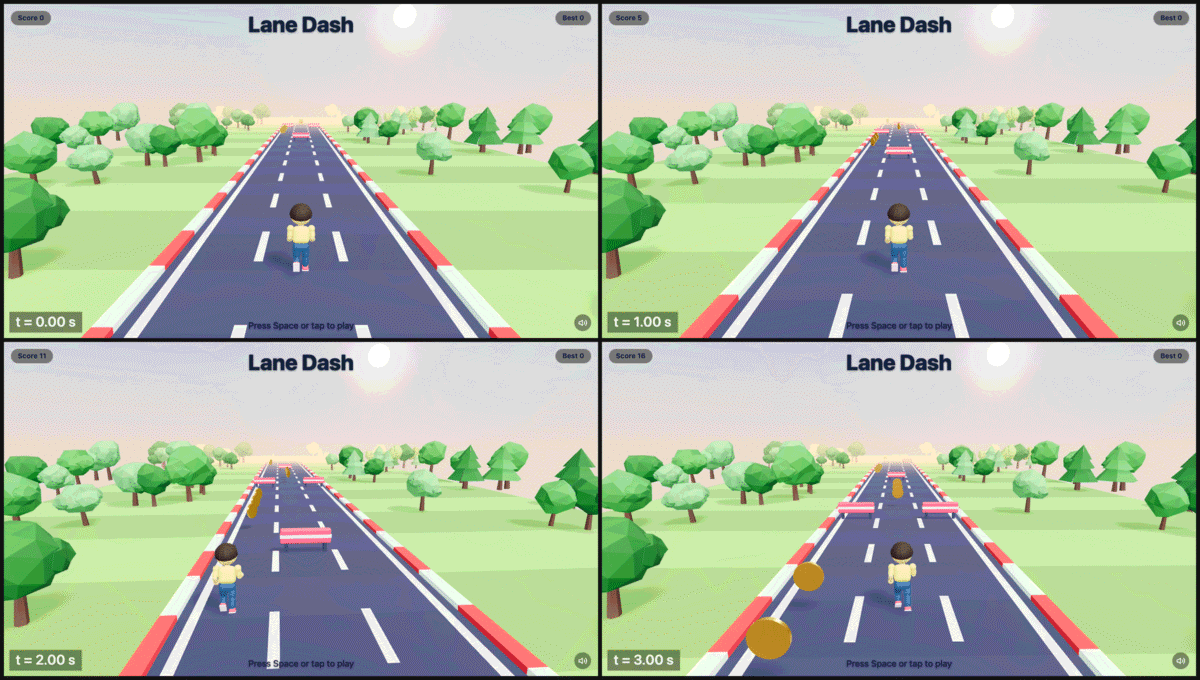 Score 0
Lane Dash
Best 0
Press Space or tap to play
t = 0.00 s
Score 5
Lane Dash
Best 0
Press Space or tap to play
t = 1.00 s
Score 11
Lane Dash
Best 0
Press Space or tap to play
t = 2.00 s
Score 16
Lane Dash
Best 0
Press Space or tap to play
t = 3.00 s